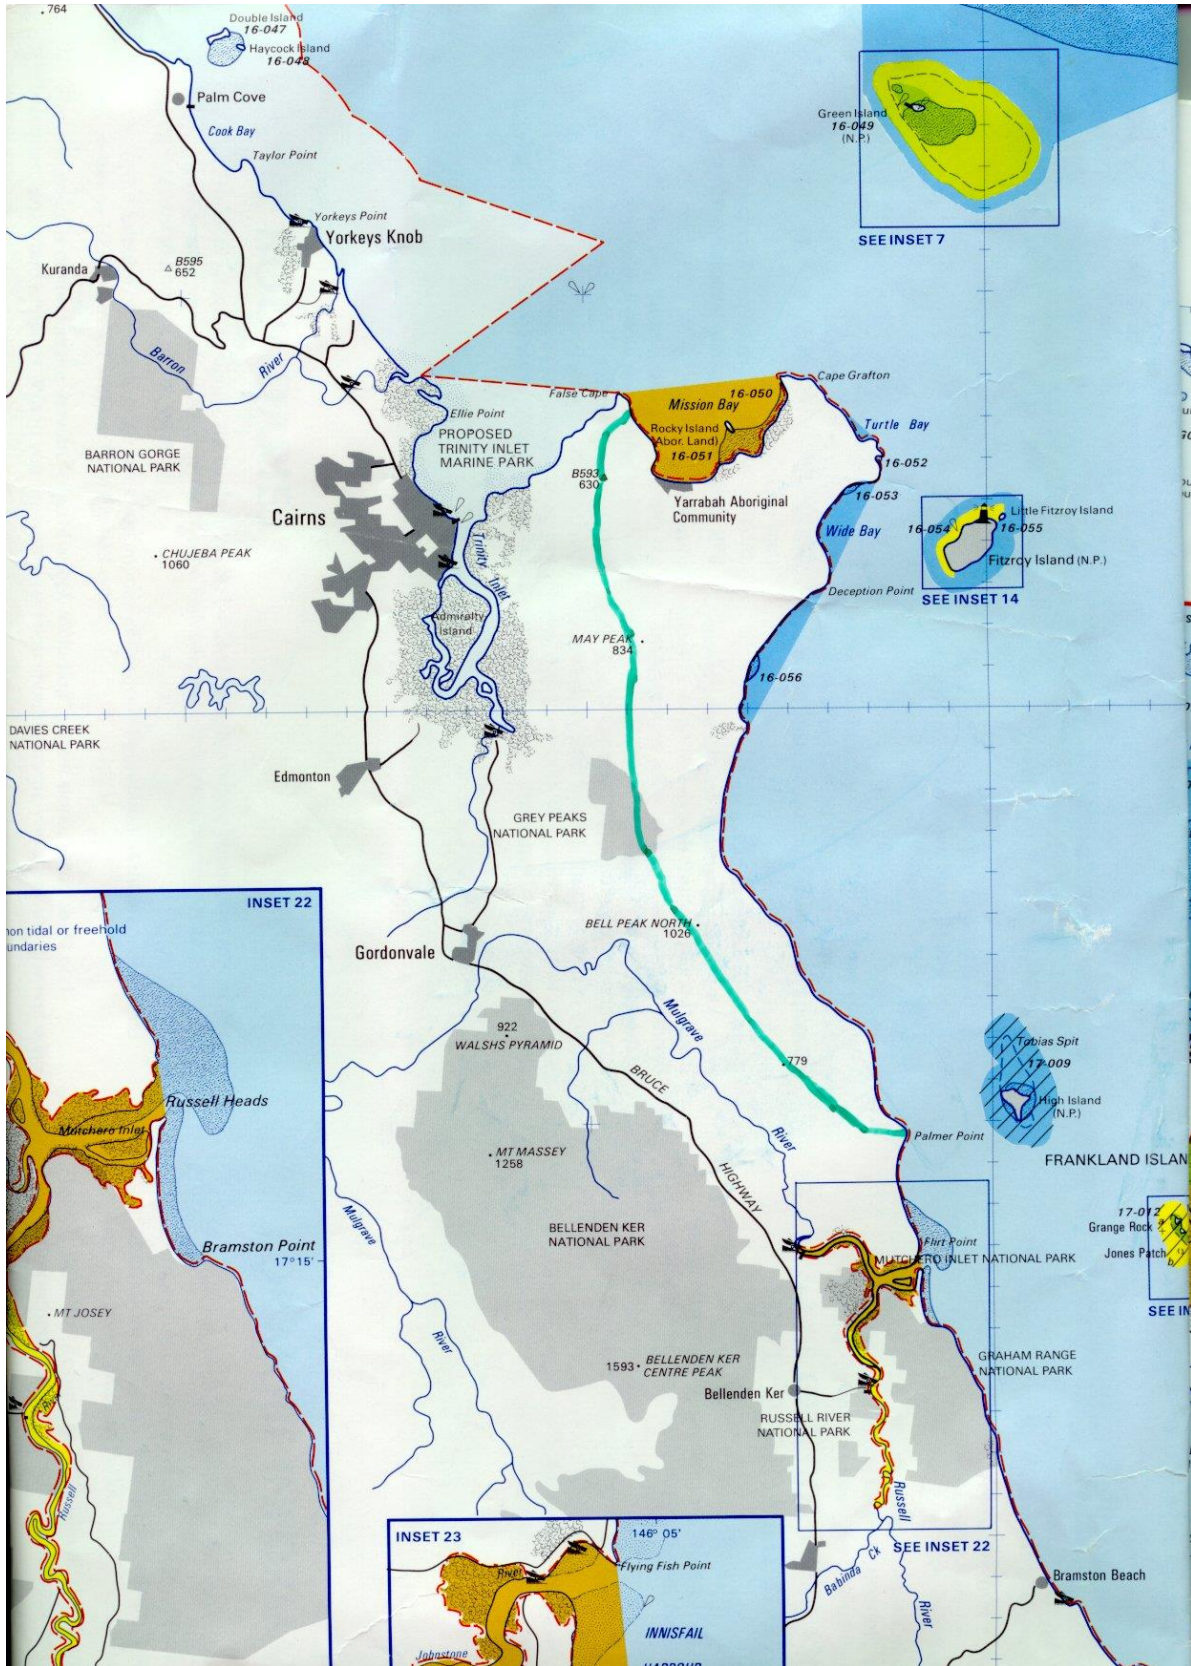 .764
Double Island
16-047
Haycock Island
16-048
Palm Cove
Cook Bay
Taylor Point
Green Island
16-049
(N.P.)
Yorkeys Point
Yorkeys Knob
SEE INSET 7
Kuranda
B595
652
Barron
River
Cape Grafton
False Cape
16-050
Mission Bay
Ellie Point
Turtle Bay
PROPOSED
TRINITY INLET
MARINE PARK
Rocky Island
(Abor. Land)
16-051
BARRON GORGE
NATIONAL PARK
B593
630
16-052
16-053
Yarrabah Aboriginal
Community
Cairns
Wide Bay
Little Fitzroy Island
16-054
16-055
Fitzroy Island (N.P.)
SEE INSET 14
CHUJEBA PEAK
1060
Trinity
Inlet
Deception Point
Admiralty
Island
MAY PEAK
834
16-056
DAVIES CREEK
NATIONAL PARK
Edmonton
GREY PEAKS
NATIONAL PARK
INSET 22
non tidal or freehold
undaries
BELL PEAK NORTH
1026
Gordonvale
Mulgrave
922
WALSHS PYRAMID
Tobias Spit
17-009
779
BRUCE
High Island
(N.P.)
Russell Heads
Mutchero Inlet
River
Palmer Point
MT MASSEY
1258
FRANKLAND ISLAN
HIGHWAY
Mulgrave
17-012
Grange Rock
BELLENDEN KER
NATIONAL PARK
Bramston Point
17°15'
Flirt Point
MUTCHERO INLET NATIONAL PARK
Jones Patch
SEE IN
MT JOSEY
River
GRAHAM RANGE
NATIONAL PARK
1593
BELLENDEN KER
CENTRE PEAK
Bellenden Ker
RUSSELL RIVER
NATIONAL PARK
Russell
Russell
INSET 23
146° 05'
SEE INSET 22
Flying Fish Point
River
Babinda Ck
Bramston Beach
River
INNISFAIL
Johnstone
HARBOUR